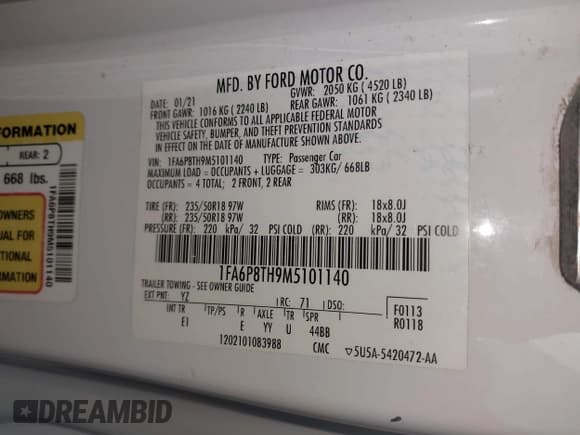 MFD. BY FORD MOTOR CO.
DATE: 01/21
GVWR: 2050 KG ( 4520 LB)
FRONT GAWR: 1016 KG ( 2240 LB)
REAR GAWR: 1061 KG ( 2340 LB)
THIS VEHICLE CONFORMS TO ALL APPLICABLE FEDERAL MOTOR
VEHICLE SAFETY, BUMPER, AND THEFT PREVENTION STANDARDS
IN EFFECT ON THE DATE OF MANUFACTURE SHOWN ABOVE.
VIN: 1FA6P8TH9M5101140 TYPE: Passenger Car
MAXIMUM LOAD = OCCUPANTS + LUGGAGE = 303KG/ 668LB
OCCUPANTS = 4 TOTAL; 2 FRONT, 2 REAR
TIRE (FR): 235/50R18 97W RIMS (FR): 18x8.0J
(RR): 235/50R18 97W (RR): 18x8.0J
PRESSURE (FR): 220 kPa/ 32 PSI COLD (RR): 220 kPa/ 32 PSI COLD
1FA6P8TH9M5101140
TRAILER TOWING - SEE OWNER GUIDE
EXT PNT: YZ RC: 71 DSO:
F0113
R0118
INT TR TP/PS R AXLE TR SPR
EI E YY U 44BB
1202101083988 CMC ▽5U5A-5420472-AA
FORMATION
REAR: 2
668 lbs.
OWNERS
UAL FOR
TIONAL
RMATION
1FA6P8TH9M5101140
DREAMBID